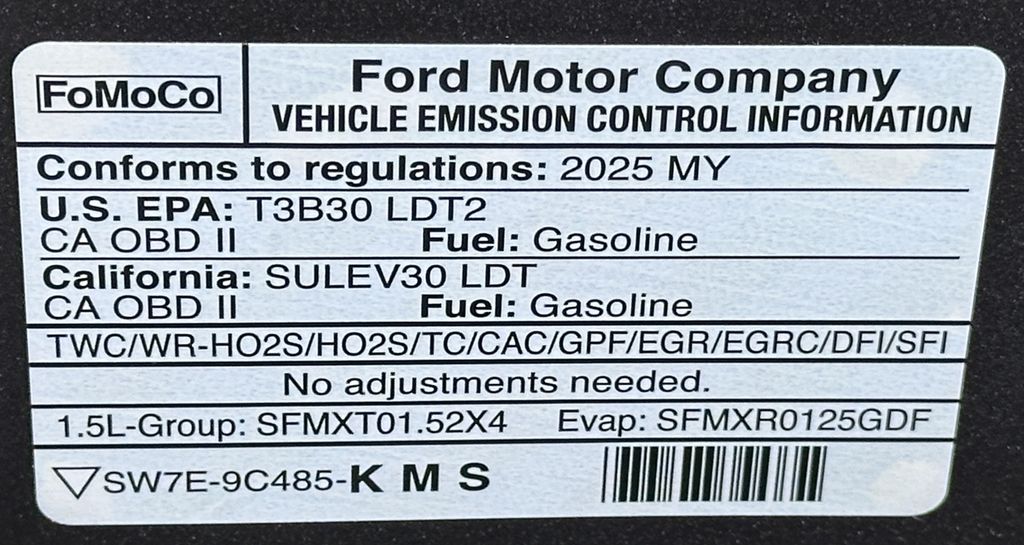 FoMoCo
Ford Motor Company
VEHICLE EMISSION CONTROL INFORMATION
Conforms to regulations: 2025 MY
U.S. EPA: T3B30 LDT2
CA OBD II Fuel: Gasoline
California: SULEV30 LDT
CA OBD II Fuel: Gasoline
TWC/WR-HO2S/HO2S/TC/CAC/GPF/EGR/EGRC/DFI/SFI
No adjustments needed.
1.5L-Group: SFMXT01.52X4 Evap: SFMXR0125GDF
SW7E-9C485-K M S